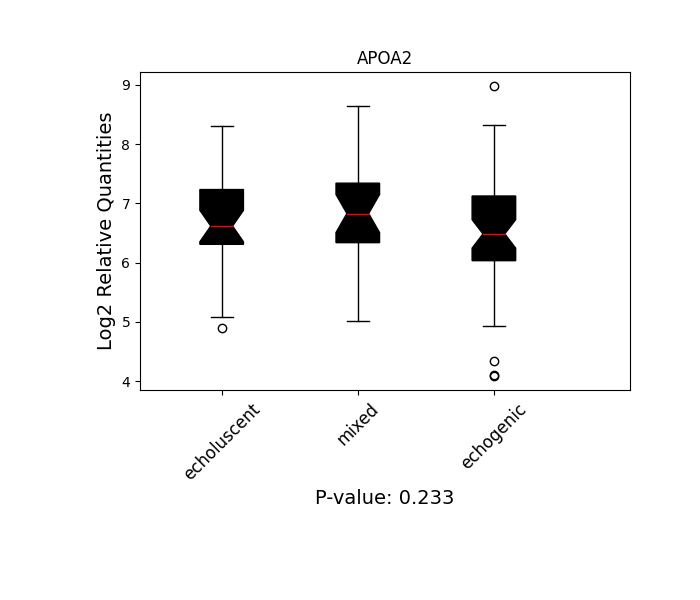 APOA2
Log2 Relative Quantities
9
8
7
6
5
4
echoluscent
mixed
echogenic
P-value: 0.233